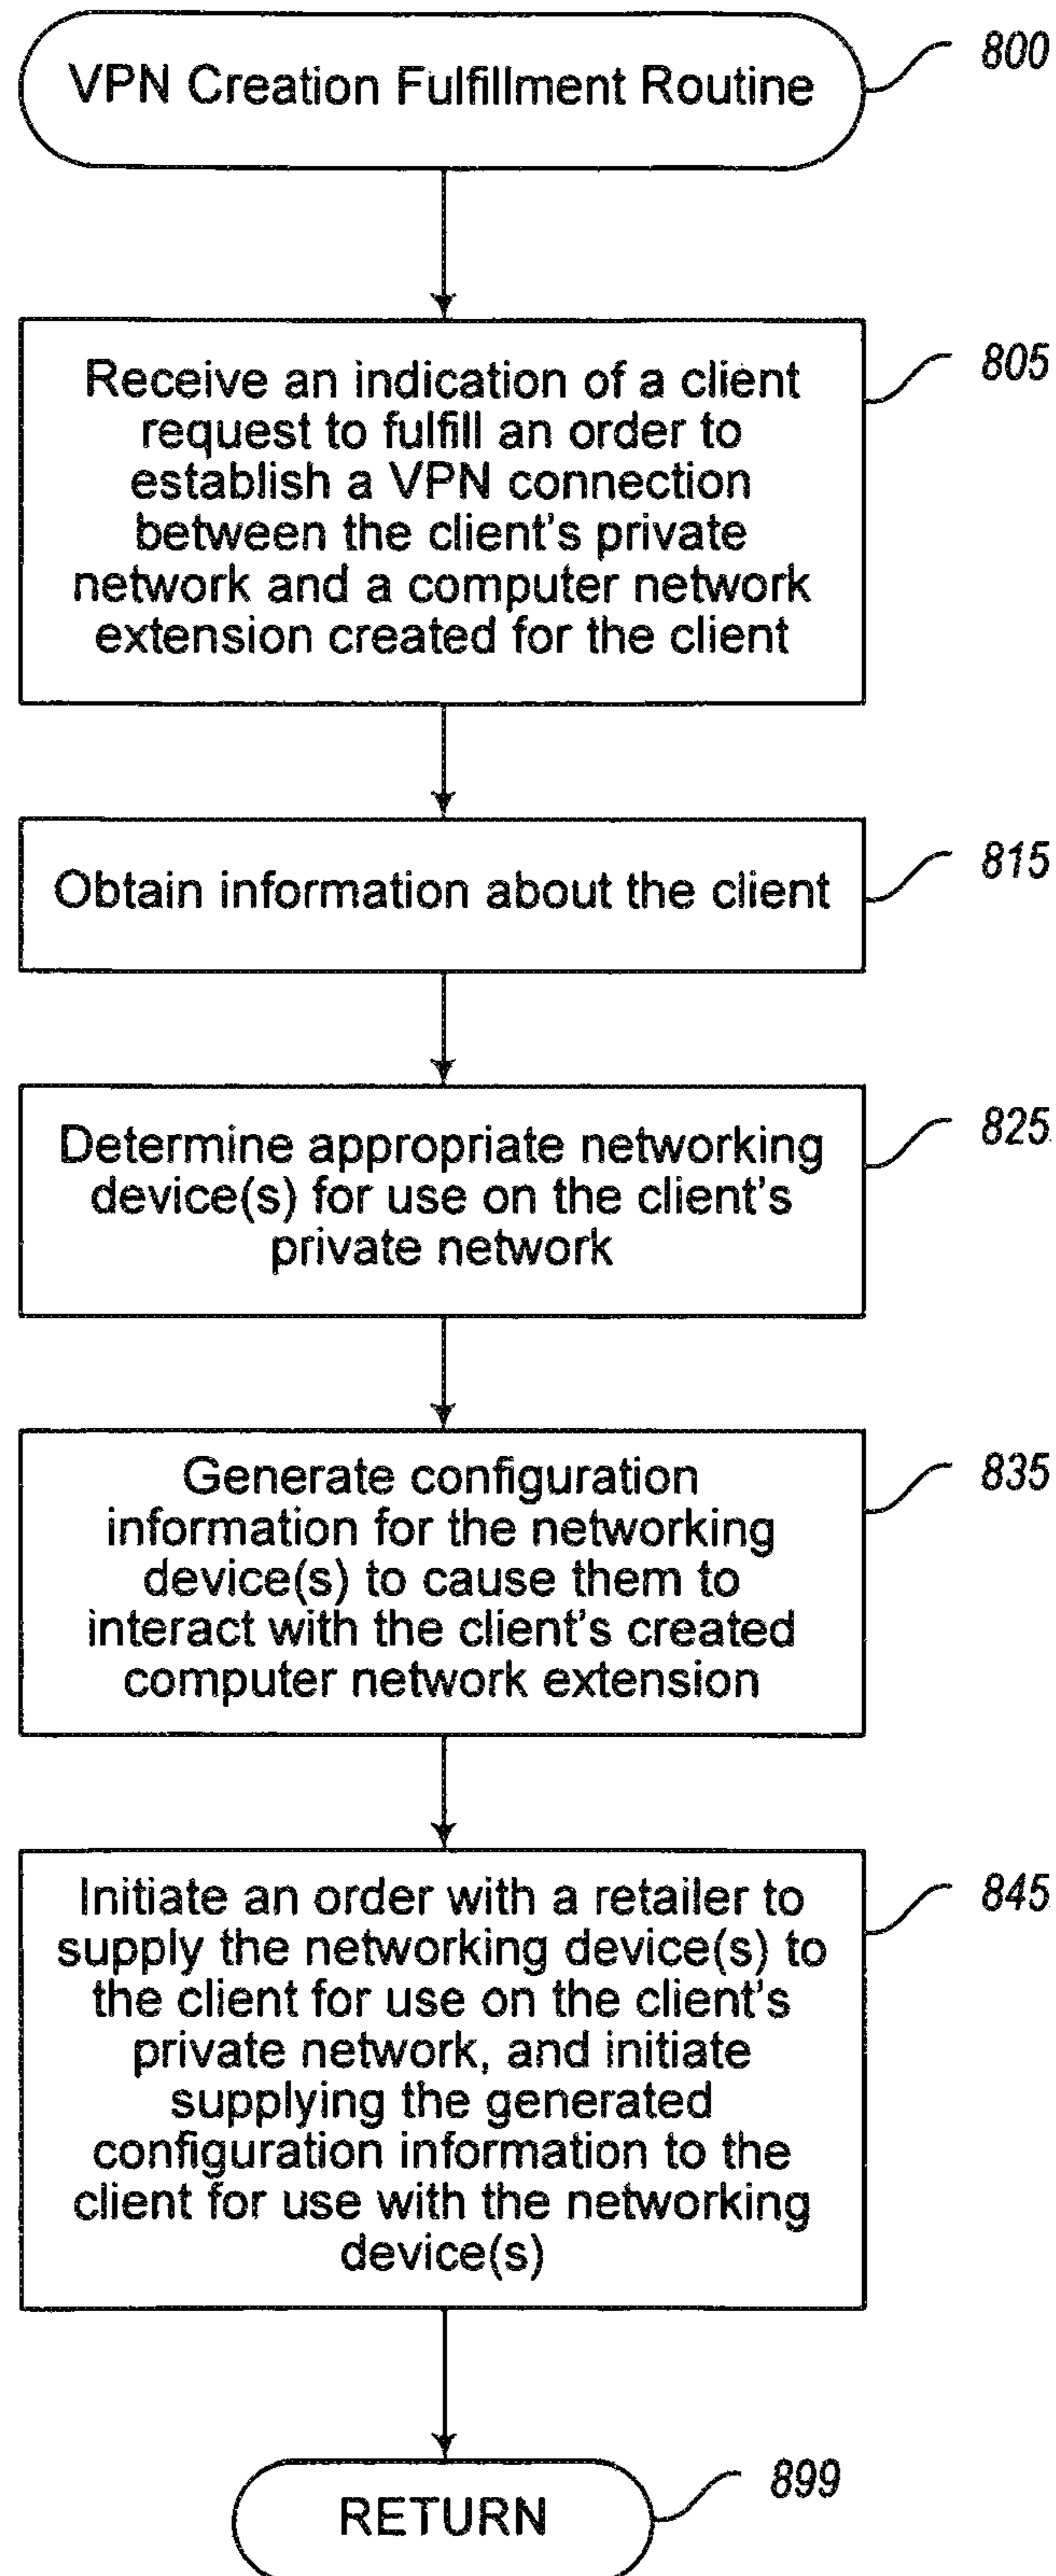 VPN Creation Fulfillment Routine
800
Receive an indication of a client
request to fulfill an order to
establish a VPN connection
between the client's private
network and a computer network
extension created for the client
805
Obtain information about the client
815
Determine appropriate networking
device(s) for use on the client's
private network
825
Generate configuration
information for the networking
device(s) to cause them to
interact with the client's created
computer network extension
835
Initiate an order with a retailer to
supply the networking device(s) to
the client for use on the client's
private network, and initiate
supplying the generated
configuration information to the
client for use with the networking
device(s)
845
RETURN
899